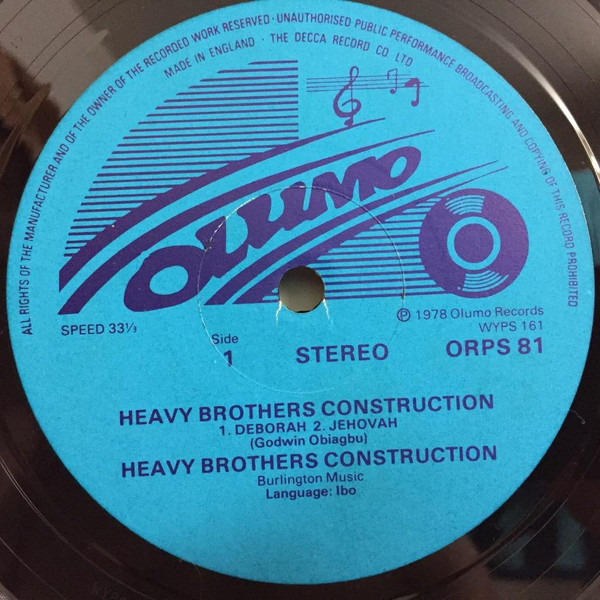 ALL RIGHTS OF THE MANUFACTURER AND OF THE OWNER OF THE RECORDED WORK RESERVED · UNAUTHORISED PUBLIC PERFORMANCE BROADCASTING AND COPYING OF THIS RECORD PROHIBITED
MADE IN ENGLAND · THE DECCA RECORD CO LTD
OLUMO
SPEED 33⅓
℗ 1978 Olumo Records
WYPS 161
Side
1
STEREO
ORPS 81
HEAVY BROTHERS CONSTRUCTION
1. DEBORAH 2. JEHOVAH
(Godwin Obiagbu)
HEAVY BROTHERS CONSTRUCTION
Burlington Music
Language: Ibo